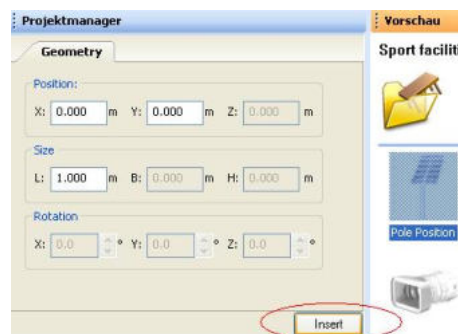 Projektmanager
Geometry
Position:
X: 0.000 m Y: 0.000 m Z: 0.000 m
Size
L: 1.000 m B: 0.000 m H: 0.000 m
Rotation
X: 0.0 ° Y: 0.0 ° Z: 0.0 °
Insert
Vorschau
Sport faciliti
Pole Position